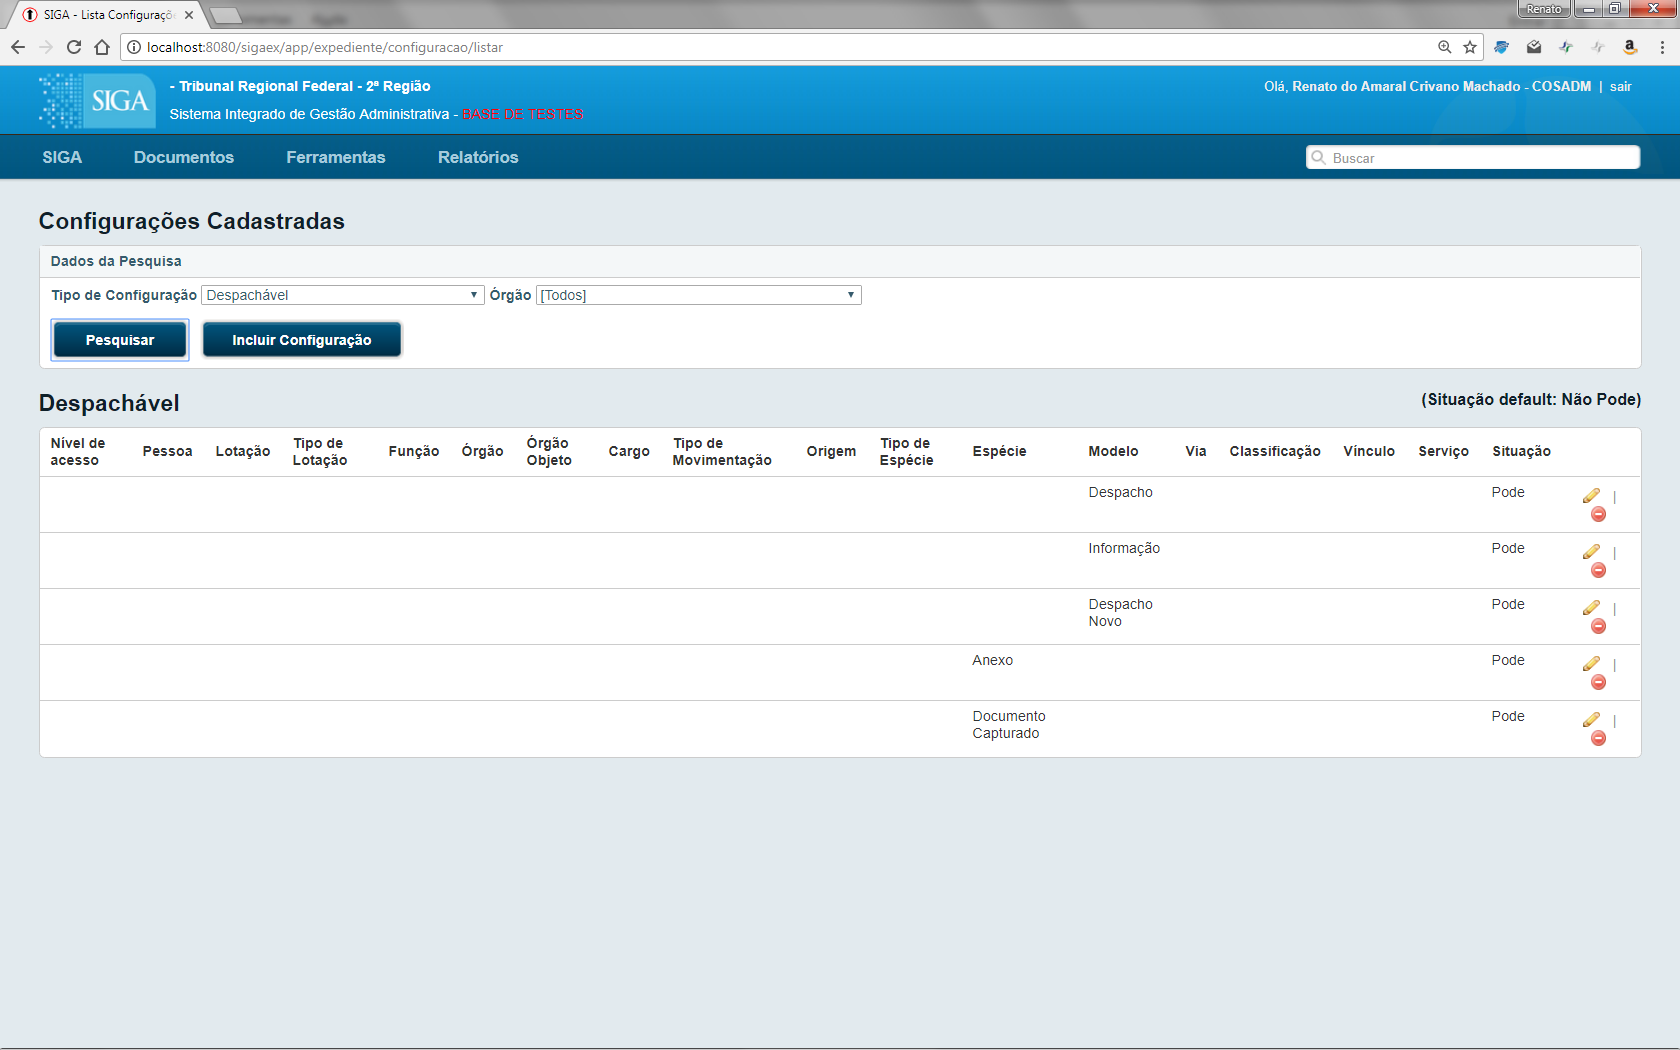 SIGA - Lista Configuraçõ
Renato
localhost:8080/sigaex/app/expediente/configuracao/listar
SIGA
- Tribunal Regional Federal - 2ª Região
Sistema Integrado de Gestão Administrativa - BASE DE TESTES
Olá, Renato do Amaral Crivano Machado - COSADM | sair
SIGA Documentos Ferramentas Relatórios
Buscar
Configurações Cadastradas
Dados da Pesquisa
Tipo de Configuração Despachável Órgão [Todos]
Pesquisar Incluir Configuração
Despachável
(Situação default: Não Pode)
Nível de acesso Pessoa Lotação Tipo de Lotação Função Órgão Órgão Objeto Cargo Tipo de Movimentação Origem Tipo de Espécie Espécie Modelo Via Classificação Vínculo Serviço Situação
Despacho Pode |
Informação Pode |
Despacho Novo Pode |
Anexo Pode |
Documento Capturado Pode |